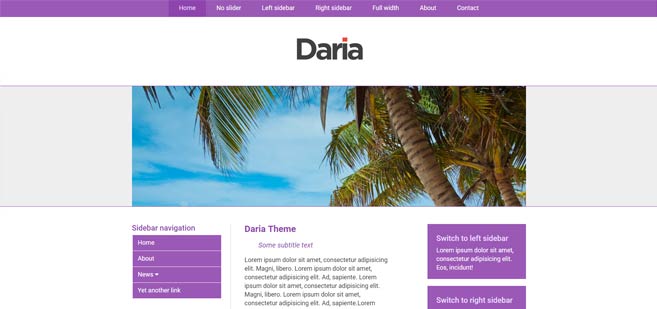 Home No slider Left sidebar Right sidebar Full width About Contact
Daria
Sidebar navigation
Home
About
News
Yet another link
Daria Theme
Some subtitle text
Lorem ipsum dolor sit amet, consectetur adipisicing
elit. Magni, libero. Lorem ipsum dolor sit amet,
consectetur adipisicing elit. Ad, sapiente. Lorem
ipsum dolor sit amet, consectetur adipisicing elit.
Magni, libero. Lorem ipsum dolor sit amet,
consectetur adipisicing elit. Ad, sapiente.Lorem
Switch to left sidebar
Lorem ipsum dolor sit amet,
consectetur adipisicing elit.
Eos, incidunt!
Switch to right sidebar